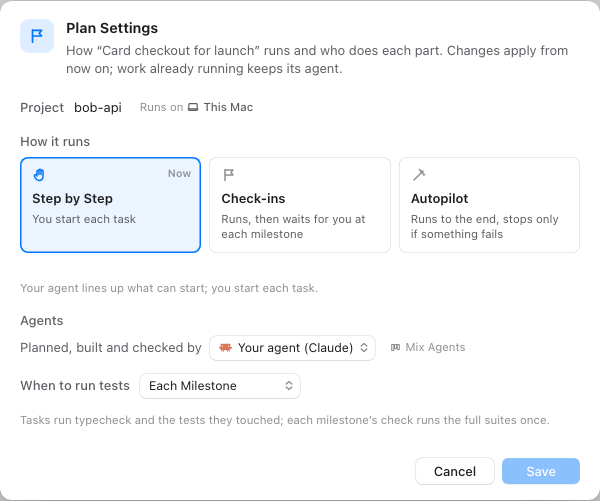 Plan Settings
How “Card checkout for launch” runs and who does each part. Changes apply from
now on; work already running keeps its agent.
Project bob-api Runs on This Mac
How it runs
Now
Step by Step
You start each task
Check-ins
Runs, then waits for you at
each milestone
Autopilot
Runs to the end, stops only
if something fails
Your agent lines up what can start; you start each task.
Agents
Planned, built and checked by Your agent (Claude) Mix Agents
When to run tests Each Milestone
Tasks run typecheck and the tests they touched; each milestone's check runs the full suites once.
Cancel Save